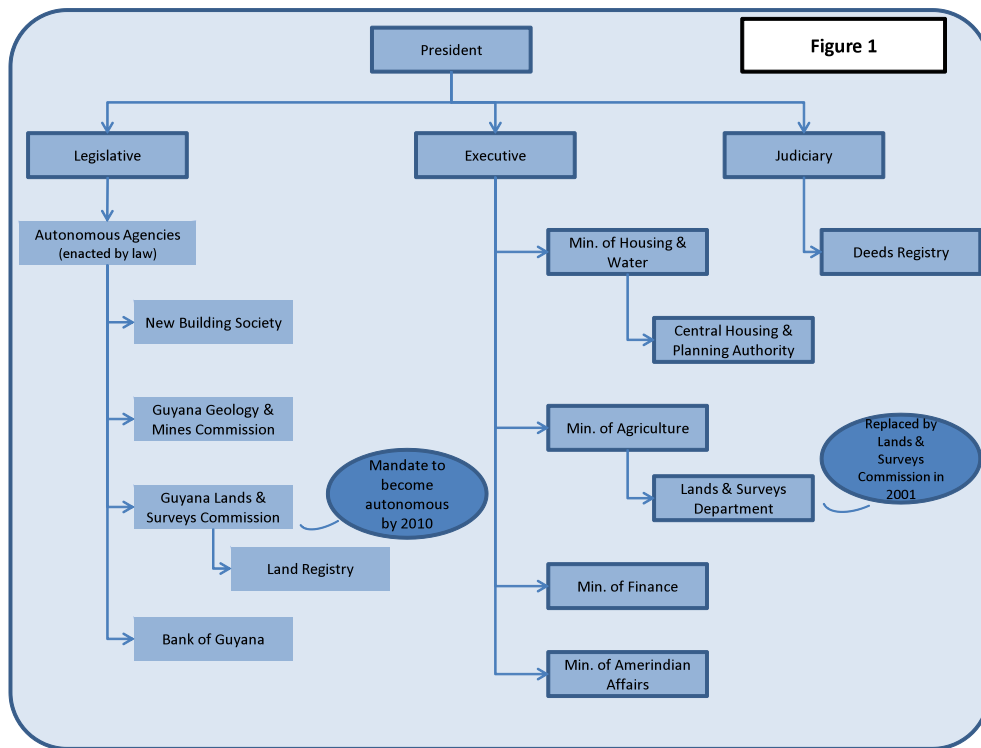 Figure 1
President
Legislative
Executive
Judiciary
Autonomous Agencies
(enacted by law)
Min. of Housing &
Water
Deeds Registry
New Building Society
Central Housing &
Planning Authority
Guyana Geology &
Mines Commission
Min. of Agriculture
Replaced by
Lands &
Surveys
Commission in
2001
Mandate to
become
autonomous
by 2010
Guyana Lands &
Surveys Commission
Lands & Surveys
Department
Land Registry
Min. of Finance
Bank of Guyana
Min. of Amerindian
Affairs